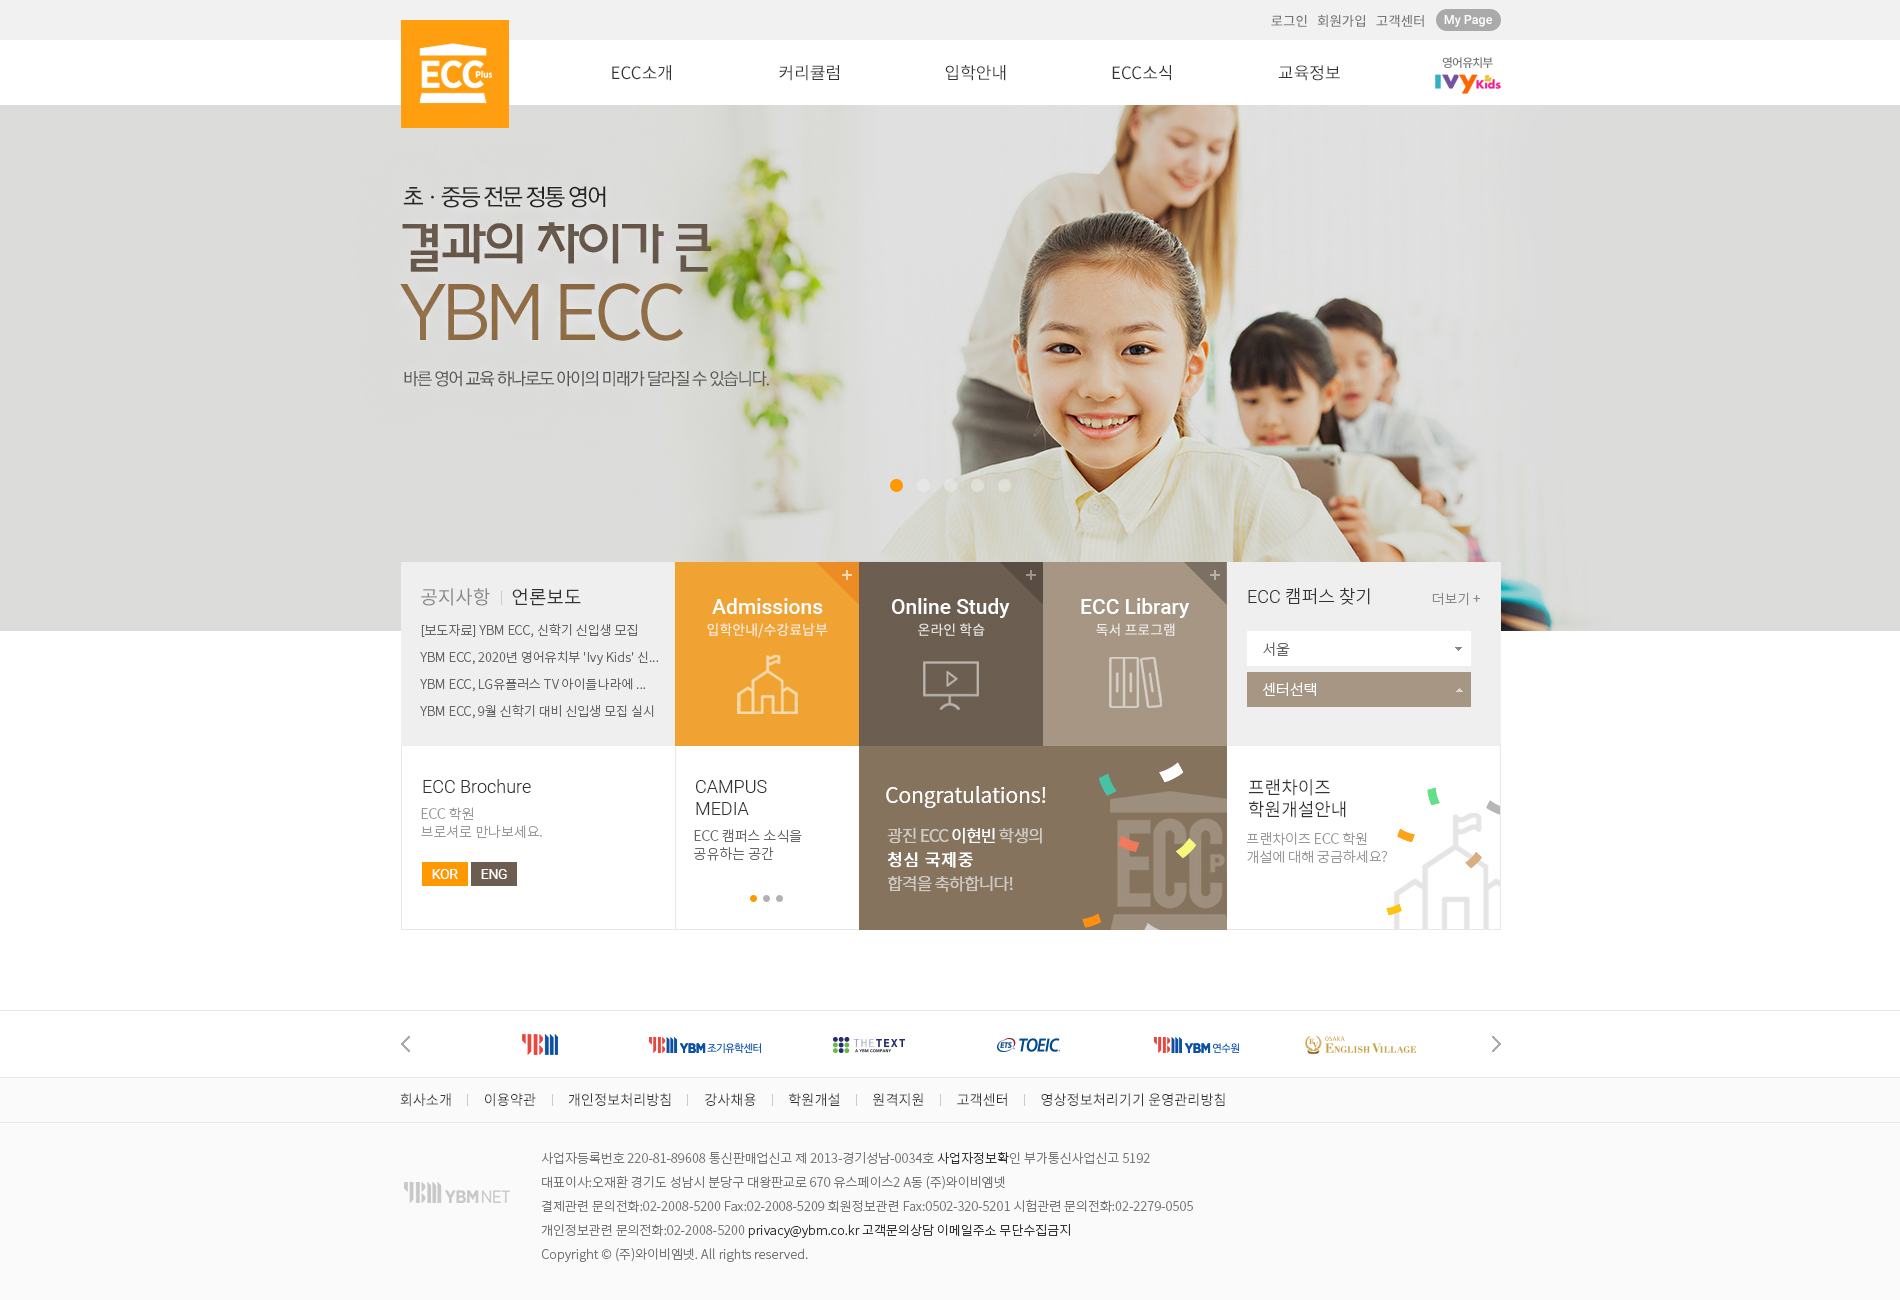 로그인 회원가입 고객센터 My Page
ECC Plus
ECC소개 커리큘럼 입학안내 ECC소식 교육정보
영어유치부
IVY Kids
초 · 중등 전문 정통 영어
결과의 차이가 큰
YBM ECC
바른 영어 교육 하나로도 아이의 미래가 달라질 수 있습니다.
공지사항 | 언론보도
[보도자료] YBM ECC, 신학기 신입생 모집
YBM ECC, 2020년 영어유치부 'Ivy Kids' 신...
YBM ECC, LG유플러스 TV 아이들나라에 ...
YBM ECC, 9월 신학기 대비 신입생 모집 실시
Admissions
입학안내/수강료납부
Online Study
온라인 학습
ECC Library
독서 프로그램
ECC 캠퍼스 찾기 더보기 +
서울
센터선택
ECC Brochure
ECC 학원
브로셔로 만나보세요.
KOR ENG
CAMPUS
MEDIA
ECC 캠퍼스 소식을
공유하는 공간
Congratulations!
광진 ECC 이현빈 학생의
청심 국제중
합격을 축하합니다!
ECC P
프랜차이즈
학원개설안내
프랜차이즈 ECC 학원
개설에 대해 궁금하세요?
YBM
YBM YBM 조기유학센터
THETEXT
A YBM COMPANY
ETS TOEIC
YBM YBM 연수원
OSAKA
ENGLISH VILLAGE
회사소개 | 이용약관 | 개인정보처리방침 | 강사채용 | 학원개설 | 원격지원 | 고객센터 | 영상정보처리기기 운영관리방침
YBM YBM NET
사업자등록번호 220-81-89608 통신판매업신고 제 2013-경기성남-0034호 사업자정보확인 부가통신사업신고 5192
대표이사:오재환 경기도 성남시 분당구 대왕판교로 670 유스페이스2 A동 (주)와이비엠넷
결제관련 문의전화:02-2008-5200 Fax:02-2008-5209 회원정보관련 Fax:0502-320-5201 시험관련 문의전화:02-2279-0505
개인정보관련 문의전화:02-2008-5200 privacy@ybm.co.kr 고객문의상담 이메일주소 무단수집금지
Copyright © (주)와이비엠넷. All rights reserved.